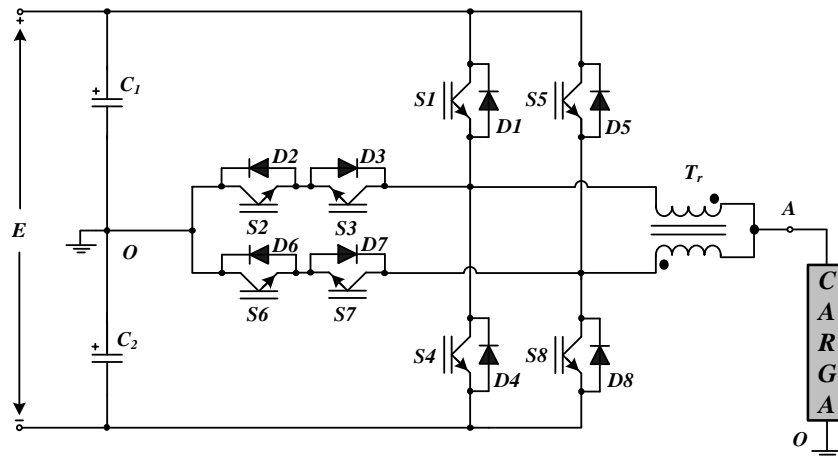 +
C1
+
S1
D1
S5
D5
D2
D3
S2
S3
Tr
A
E
O
D6
D7
S6
S7
C2
+
S4
D4
S8
D8
C
A
R
G
A
O
−